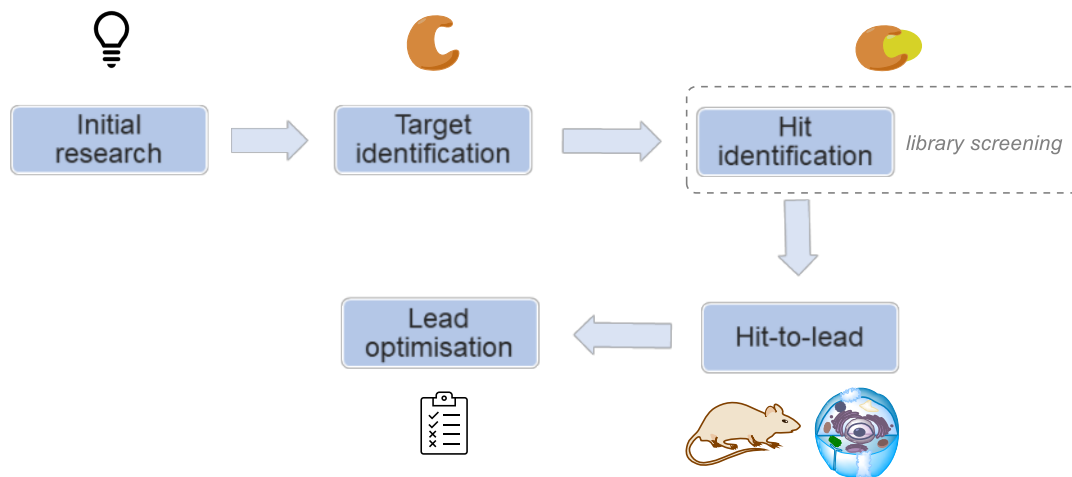 Initial
research
Target
identification
Hit
identification
library screening
Lead
optimisation
Hit-to-lead